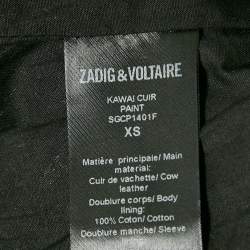 ZADIG & VOLTAIRE
KAWAI CUIR
PAINT
SGCP1401F
XS
Matière principale/Main
material:
Cuir de vachette/ Cow
leather
Doublure corps/ Body
lining:
100% Coton/ Cotton
Doublure manche/ Sleeve